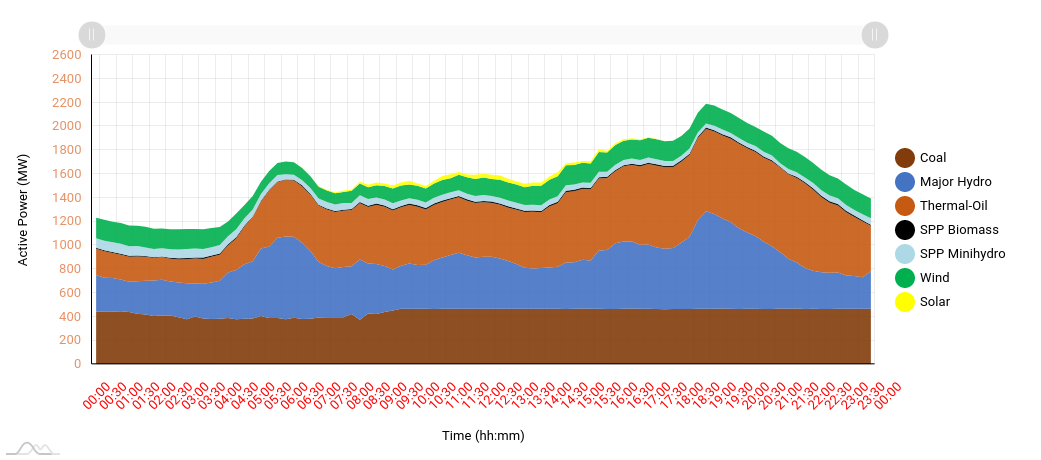 2600
2400
2200
2000
1800
1600
1400
1200
1000
800
600
400
200
0
Active Power (MW)
Coal
Major Hydro
Thermal-Oil
SPP Biomass
SPP Minihydro
Wind
Solar
00:00 00:30 01:00 01:30 02:00 02:30 03:00 03:30 04:00 04:30 05:00 05:30 06:00 06:30 07:00 07:30 08:00 08:30 09:00 09:30 10:00 10:30 11:00 11:30 12:00 12:30 13:00 13:30 14:00 14:30 15:00 15:30 16:00 16:30 17:00 17:30 18:00 18:30 19:00 19:30 20:00 20:30 21:00 21:30 22:00 22:30 23:00 23:30 00:00
Time (hh:mm)